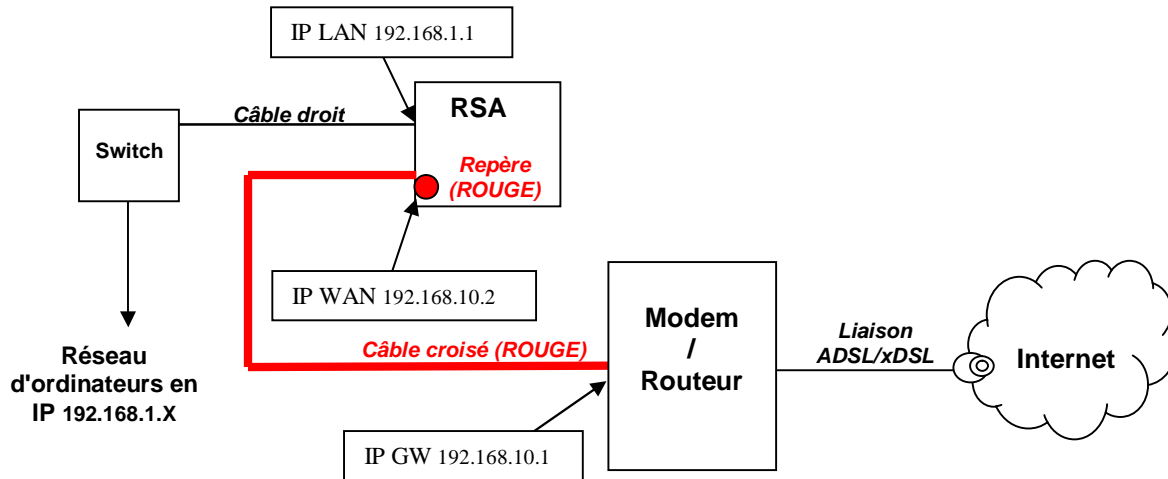 IP LAN 192.168.1.1
RSA
Câble droit
Switch
Repère
(ROUGE)
IP WAN 192.168.10.2
Modem
/
Routeur
Liaison
ADSL/xDSL
Internet
Câble croisé (ROUGE)
Réseau
d'ordinateurs en
IP 192.168.1.X
IP GW 192.168.10.1